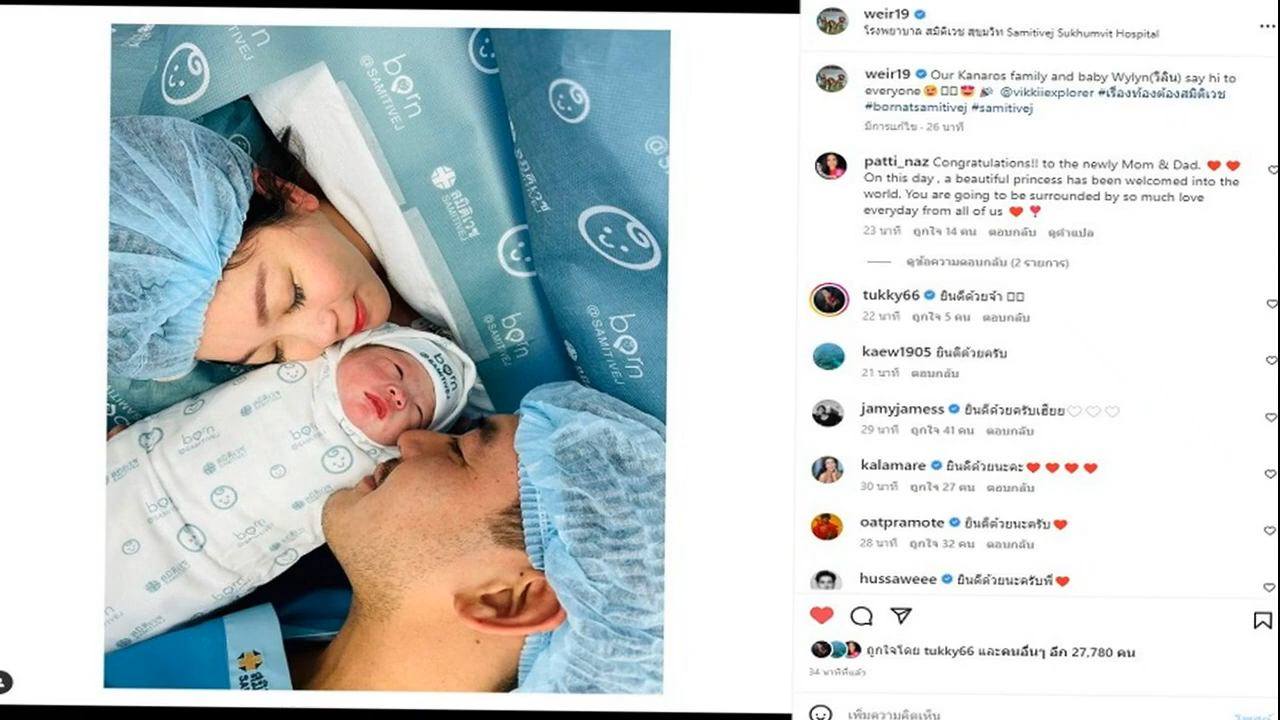 weir19
โรงพยาบาล สมิติเวช สุขุมวิท Samitivej Sukhumvit Hospital
weir19 Our Kanaros family and baby Wylyn(วิลิน) say hi to
everyone @vikkiiexplorer #เรื่องท้องต้องสมิติเวช
#bornatsamitivej #samitivej
มีการแก้ไข · 26 นาที
patti_naz Congratulations!! to the newly Mom & Dad. ❤️ ❤️
On this day , a beautiful princess has been welcomed into the
world. You are going to be surrounded by so much love
everyday from all of us ❤️ ❣️
23 นาที ถูกใจ 14 คน ตอบกลับ ดูคำแปล
ดูข้อความตอบกลับ (2 รายการ)
tukky66 ยินดีด้วยจ้า
22 นาที ถูกใจ 5 คน ตอบกลับ
kaew1905 ยินดีด้วยครับ
21 นาที ตอบกลับ
jamyjamess ยินดีด้วยครับเฮียย🤍🤍🤍
29 นาที ถูกใจ 41 คน ตอบกลับ
kalamare ยินดีด้วยนะคะ❤️❤️❤️❤️
30 นาที ถูกใจ 27 คน ตอบกลับ
oatpramote ยินดีด้วยนะครับ❤️
28 นาที ถูกใจ 32 คน ตอบกลับ
hussaweee ยินดีด้วยนะครับพี่❤️
ถูกใจโดย tukky66 และคนอื่นๆ อีก 27,780 คน
34 นาทีที่แล้ว
เพิ่มความคิดเห็น
born
@SAMITIVEJ
สมิติเวช
SAMITIVEJ
born
@SAMITIVEJ
born
@SAMITIVEJ
born
@SAMITIVEJ
สมิติเวช